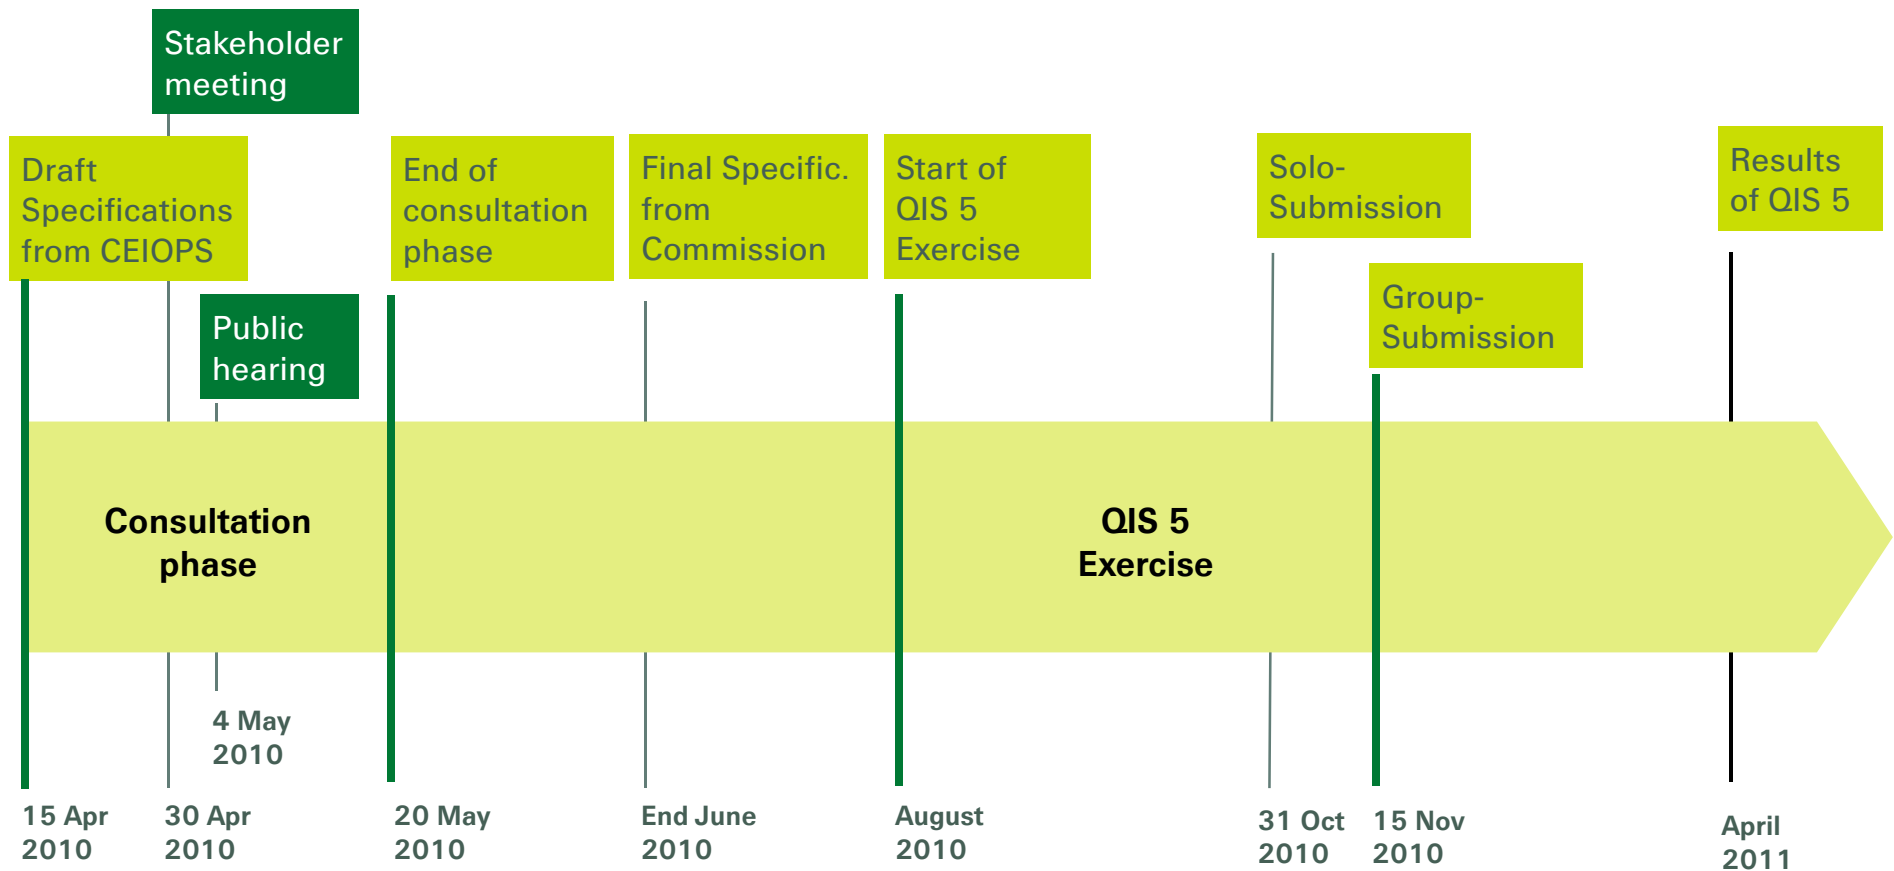 Stakeholder
meeting
Draft
Specifications
from CEIOPS
End of
consultation
phase
Final Specific.
from
Commission
Start of
QIS 5
Exercise
Solo-
Submission
Results
of QIS 5
Public
hearing
Group-
Submission
Consultation
phase
QIS 5
Exercise
4 May
2010
15 Apr
2010
30 Apr
2010
20 May
2010
End June
2010
August
2010
31 Oct
2010
15 Nov
2010
April
2011